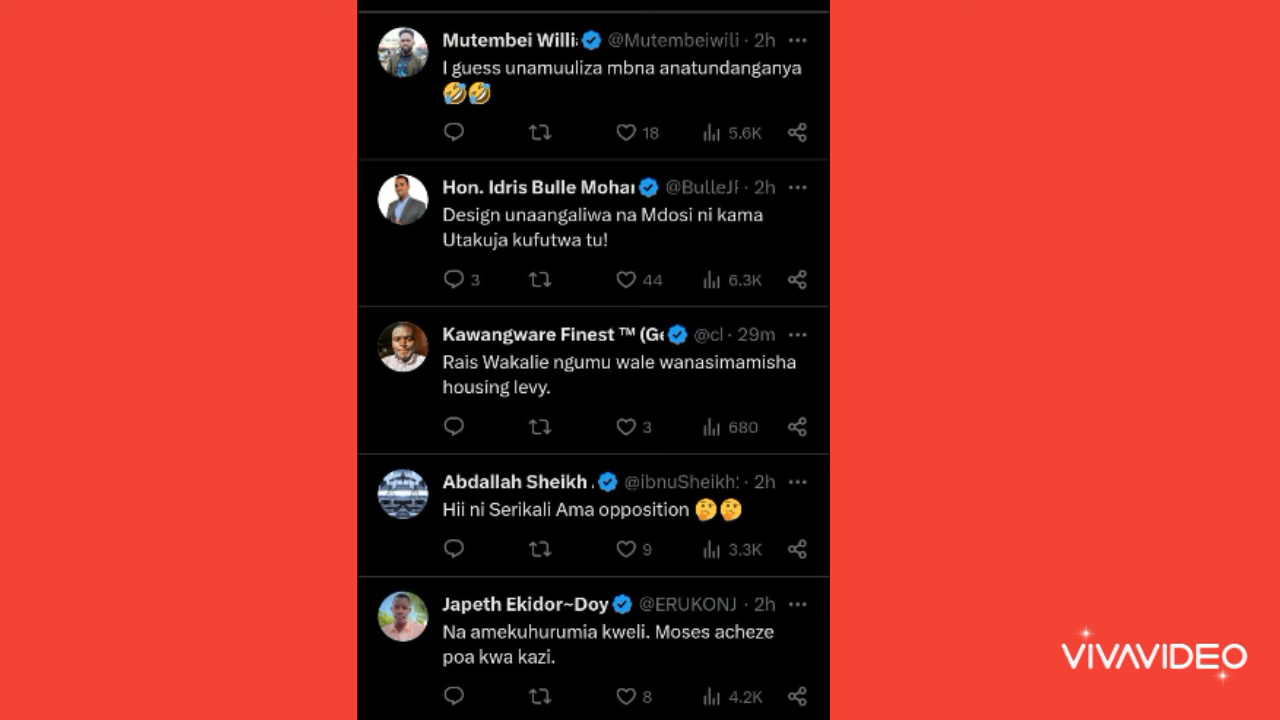 Mutembei Willi @Mutembeiwili · 2h
I guess unamuuliza mbna anatundanganya
🤣🤣
18 5.6K
Hon. Idris Bulle Mohar @BulleJF · 2h
Design unaangaliwa na Mdosi ni kama
Utakuja kufutwa tu!
3 44 6.3K
Kawangware Finest ™ (Ge @cl · 29m
Rais Wakalie ngumu wale wanasimamisha
housing levy.
3 680
Abdallah Sheikh . @ibnuSheikh: · 2h
Hii ni Serikali Ama opposition 🤔🤔
9 3.3K
Japeth Ekidor~Doy @ERUKONJ · 2h
Na amekuhurumia kweli. Moses acheze
poa kwa kazi.
8 4.2K
VIVAVIDEO